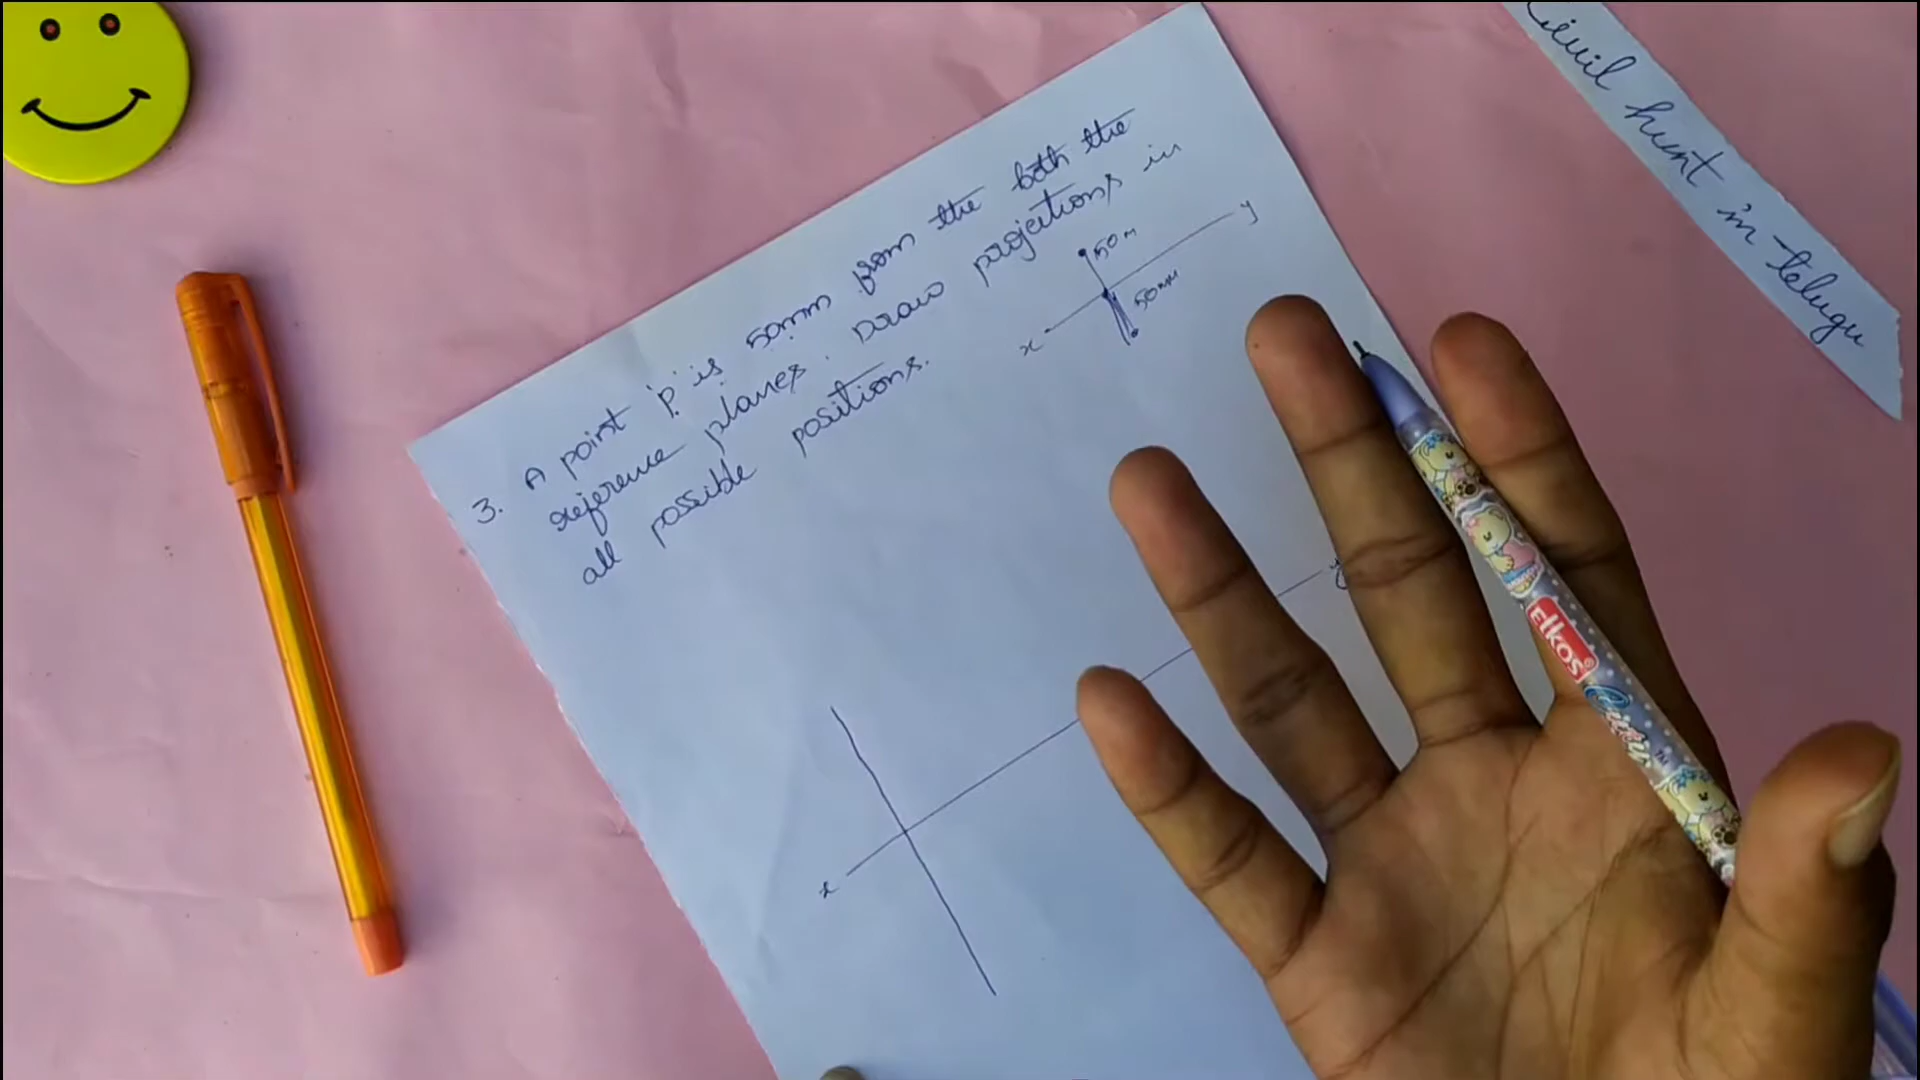 3. A point 'P' is 50mm from the both the
reference planes. Draw projections in
all possible positions.
50m
50mm
x
y
x
y
Civil hunt in telugu
Elkos